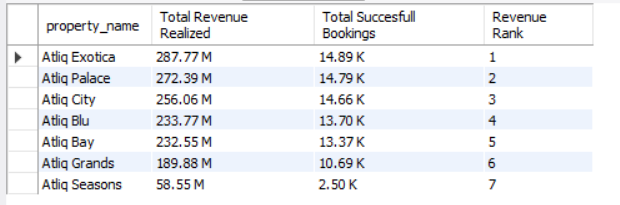 property_name Total Revenue Realized Total Succesfull Bookings Revenue Rank
Atliq Exotica 287.77 M 14.89 K 1
Atliq Palace 272.39 M 14.79 K 2
Atliq City 256.06 M 14.66 K 3
Atliq Blu 233.77 M 13.70 K 4
Atliq Bay 232.55 M 13.37 K 5
Atliq Grands 189.88 M 10.69 K 6
Atliq Seasons 58.55 M 2.50 K 7